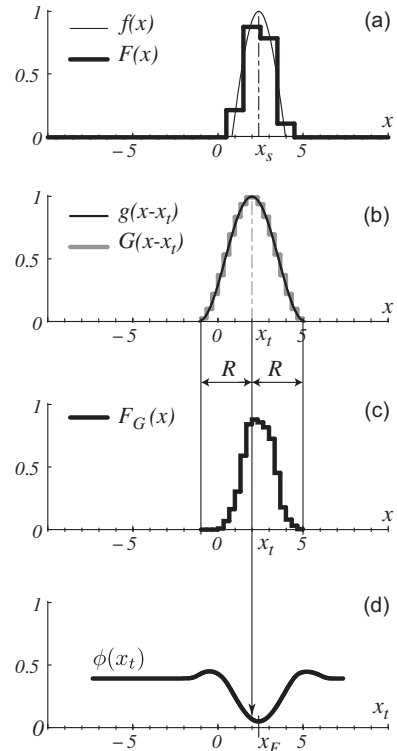 1
f(x)
(a)
F(x)
0.5
0
-5
0
x_s
5
x
1
g(x-x_t)
(b)
G(x-x_t)
0.5
0
-5
0
x_t
5
x
R
R
1
F_G(x)
(c)
0.5
0
-5
0
x_t
5
x
1
(d)
ϕ(x_t)
0.5
0
-5
0
x_F
5
x_t